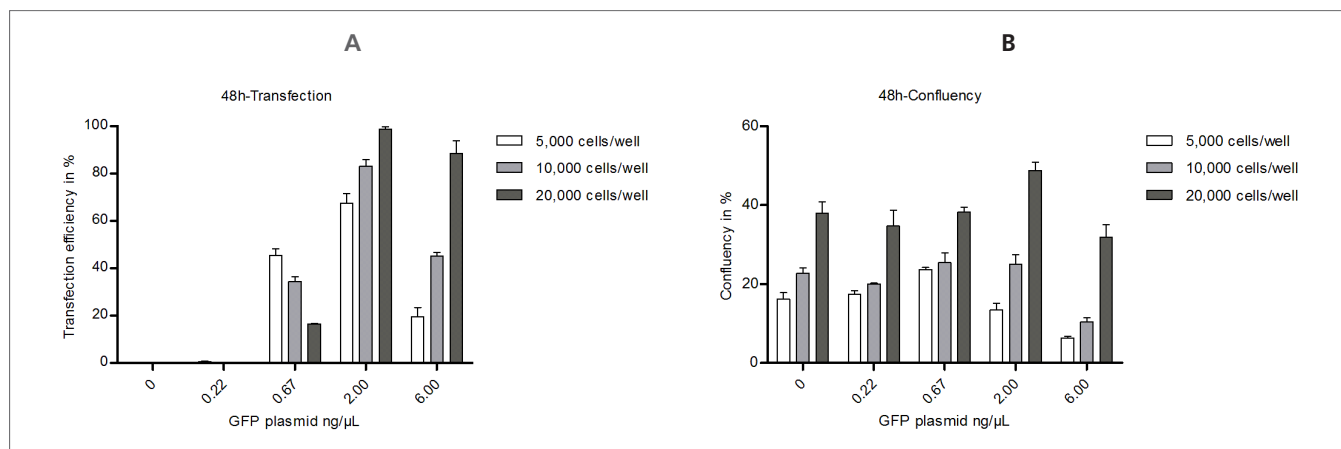 A
48h-Transfection
Transfection efficiency in %
100
80
60
40
20
0
0
0.22
0.67
2.00
6.00
GFP plasmid ng/µL
5,000 cells/well
10,000 cells/well
20,000 cells/well
B
48h-Confluency
Confluency in %
60
40
20
0
0
0.22
0.67
2.00
6.00
GFP plasmid ng/µL
5,000 cells/well
10,000 cells/well
20,000 cells/well